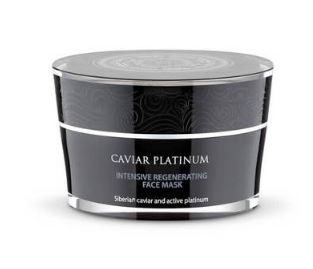 CAVIAR PLATINUM
INTENSIVE REGENERATING
FACE MASK
Siberian caviar and active platinum